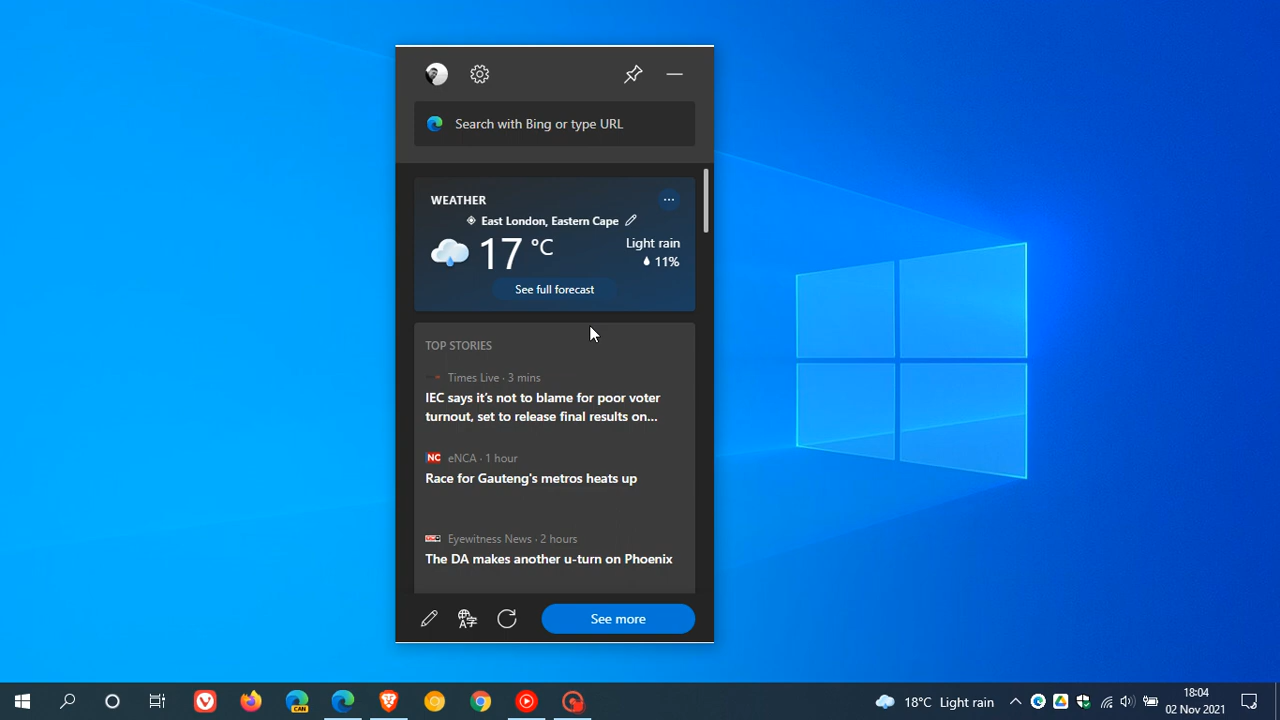 Search with Bing or type URL
WEATHER
...
East London, Eastern Cape
17 °C
Light rain
11%
See full forecast
TOP STORIES
Times Live · 3 mins
IEC says it's not to blame for poor voter
turnout, set to release final results on...
NC eNCA · 1 hour
Race for Gauteng's metros heats up
Eyewitness News · 2 hours
The DA makes another u-turn on Phoenix
See more
CAN
18°C Light rain
18:04
02 Nov 2021